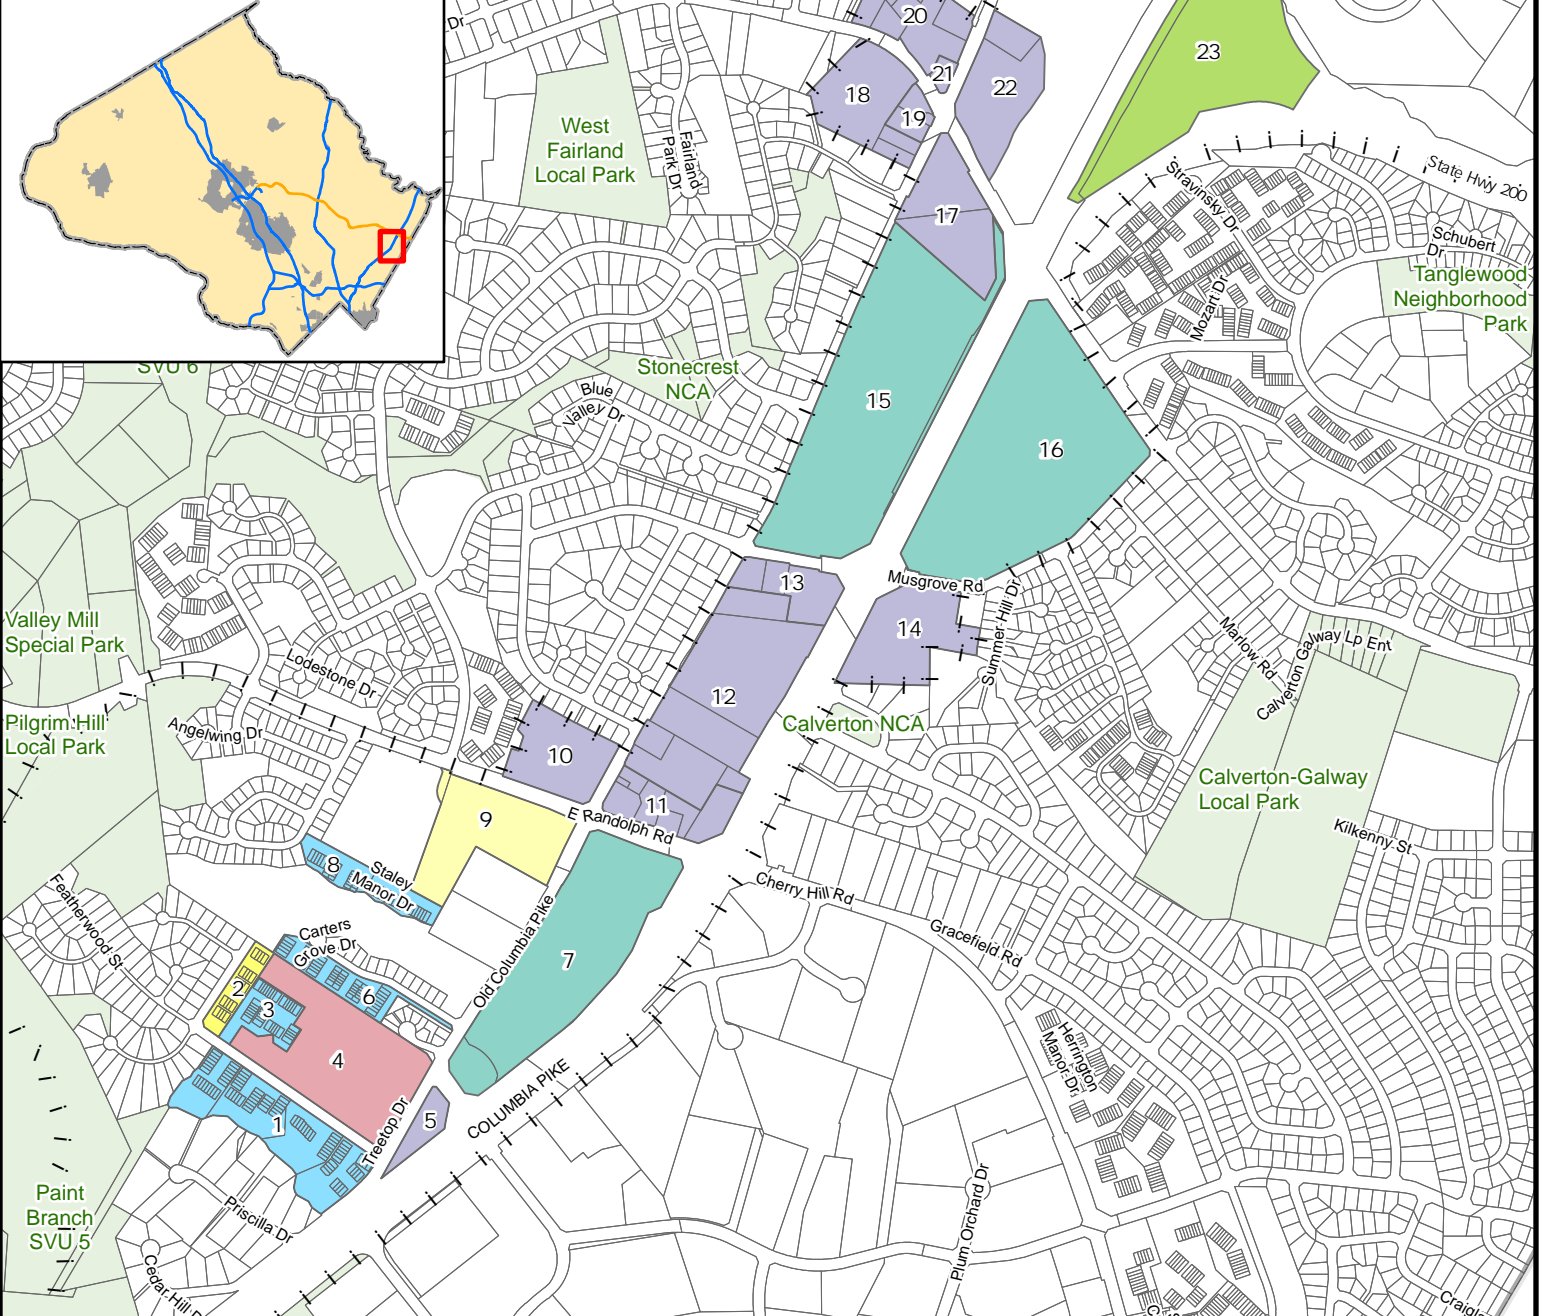 Dr
20
21
22
23
18
19
17
West
Fairland
Local Park
Fairland
Park Dr
State Hwy 200
Stravinsky Dr
Schubert
Dr
Tanglewood
Neighborhood
Park
Mozart Dr
SVU 6
Stonecrest
NCA
Blue
Valley Dr
15
16
13
Musgrove Rd
14
Summer Hill Dr
Marlow Rd
Calverton Galway Lp Ent
Valley Mill
Special Park
Lodestone Dr
Pilgrim Hill
Local Park
Angelwing Dr
12
Calverton NCA
10
11
E Randolph Rd
Calverton-Galway
Local Park
Kilkenny St
9
8
Staley
Manor Dr
Cherry Hill Rd
Gracefield Rd
Featherwood St
Carters
Grove Dr
Old Columbia Pike
7
2
3
6
4
Herrington
Manor Dr
COLUMBIA PIKE
5
1
Treetop Dr
Priscilla Dr
Paint
Branch
SVU 5
Plum Orchard Dr
Cedar Hill